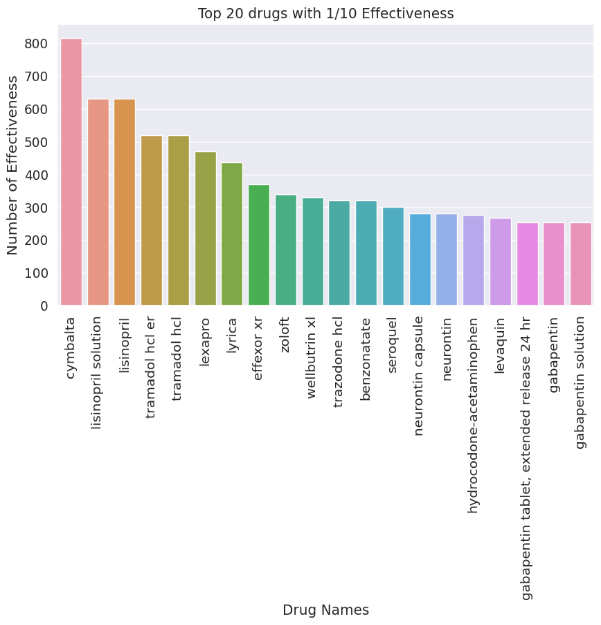 Top 20 drugs with 1/10 Effectiveness
Number of Effectiveness
800
700
600
500
400
300
200
100
0
cymbalta
lisinopril solution
lisinopril
tramadol hcl er
tramadol hcl
lexapro
lyrica
effexor xr
zoloft
wellbutrin xl
trazodone hcl
benzonatate
seroquel
neurontin capsule
neurontin
hydrocodone-acetaminophen
levaquin
gabapentin tablet, extended release 24 hr
gabapentin
gabapentin solution
Drug Names